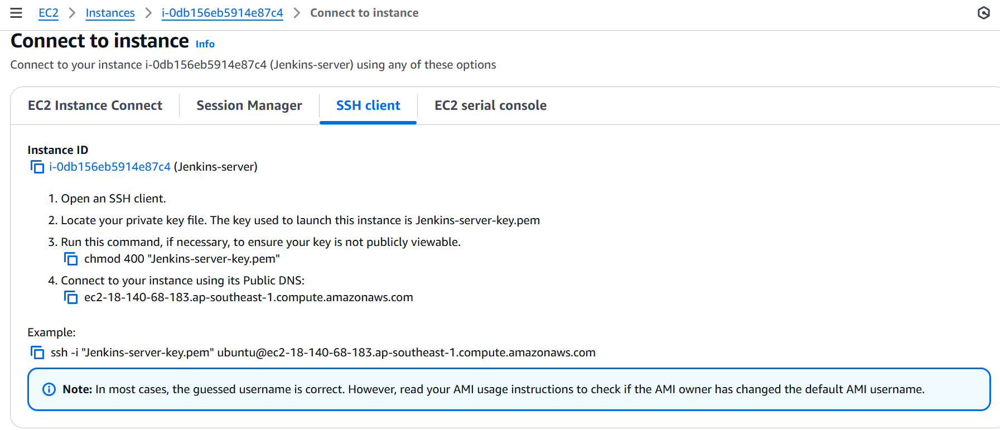 EC2 > Instances > i-0db156eb5914e87c4 > Connect to instance
Connect to instance Info
Connect to your instance i-0db156eb5914e87c4 (Jenkins-server) using any of these options
EC2 Instance Connect Session Manager SSH client EC2 serial console
Instance ID
i-0db156eb5914e87c4 (Jenkins-server)
1. Open an SSH client.
2. Locate your private key file. The key used to launch this instance is Jenkins-server-key.pem
3. Run this command, if necessary, to ensure your key is not publicly viewable.
chmod 400 "Jenkins-server-key.pem"
4. Connect to your instance using its Public DNS:
ec2-18-140-68-183.ap-southeast-1.compute.amazonaws.com
Example:
ssh -i "Jenkins-server-key.pem" ubuntu@ec2-18-140-68-183.ap-southeast-1.compute.amazonaws.com
Note: In most cases, the guessed username is correct. However, read your AMI usage instructions to check if the AMI owner has changed the default AMI username.